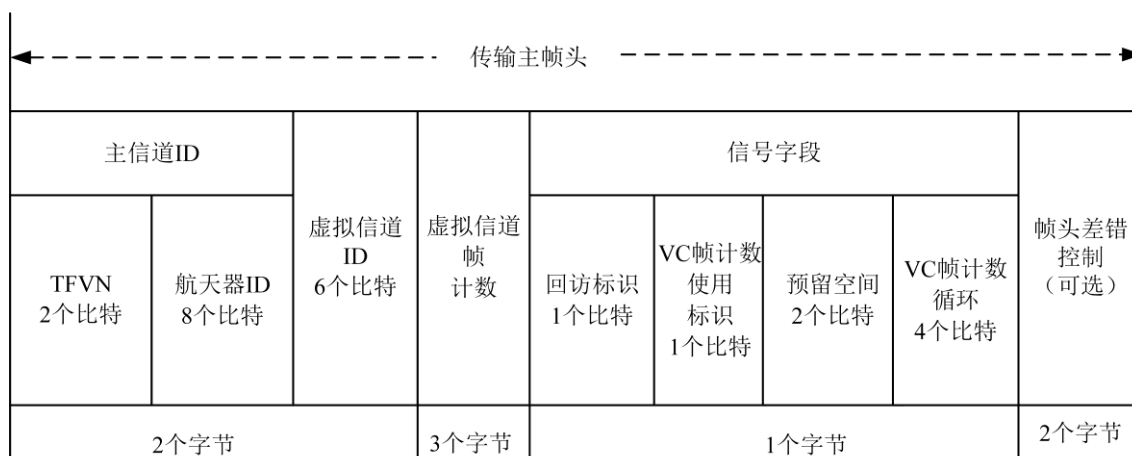 传输主帧头
主信道ID
信号字段
TFVN
2个比特
航天器ID
8个比特
虚拟信道
ID
6个比特
虚拟信道
帧
计数
回访标识
1个比特
VC帧计数
使用
标识
1个比特
预留空间
2个比特
VC帧计数
循环
4个比特
帧头差错
控制
（可选）
2个字节
3个字节
1个字节
2个字节